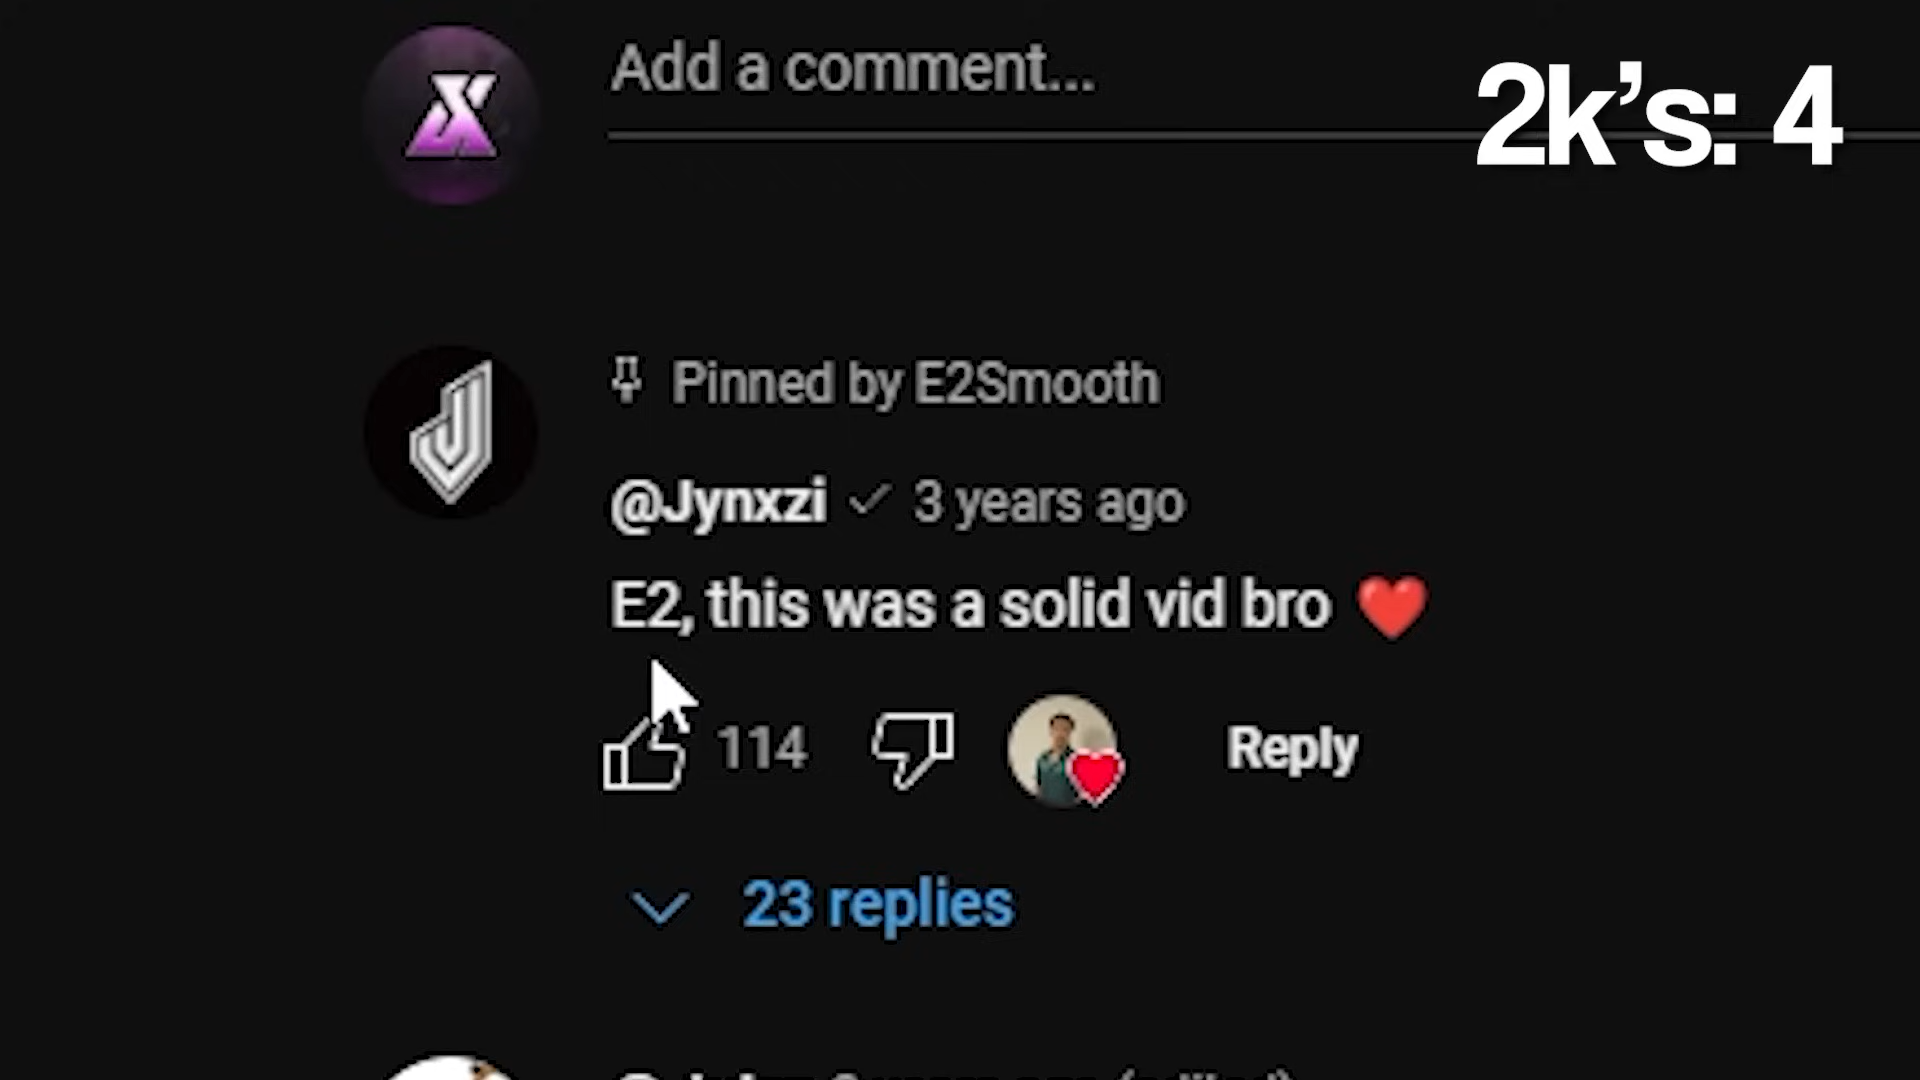 Add a comment...
2k’s: 4
Pinned by E2Smooth
@Jynxzi 3 years ago
E2, this was a solid vid bro ❤️
114
Reply
23 replies